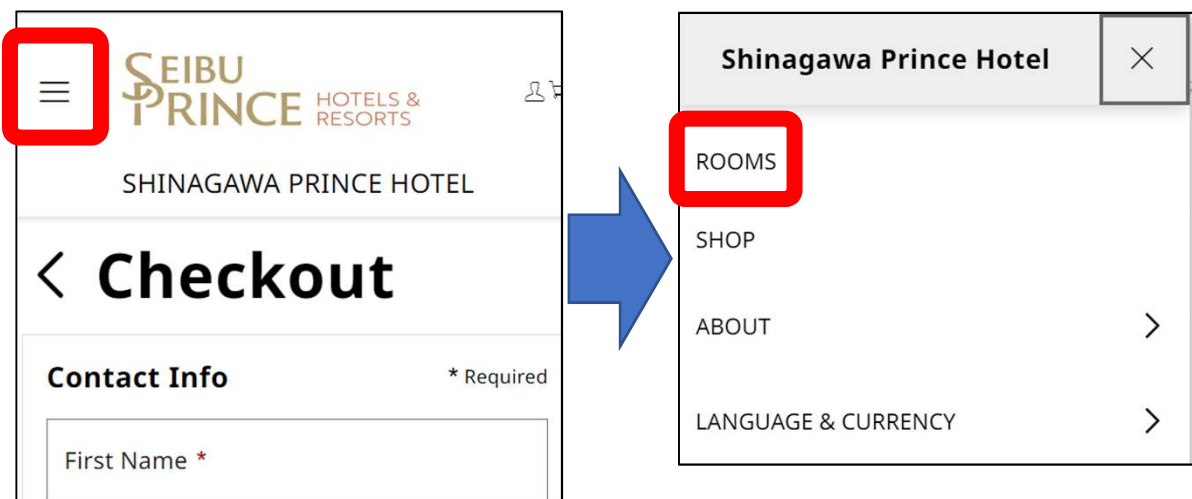 SEIBU
PRINCE HOTELS &
RESORTS
SHINAGAWA PRINCE HOTEL
Checkout
Contact Info * Required
First Name *
Shinagawa Prince Hotel
ROOMS
SHOP
ABOUT
LANGUAGE & CURRENCY